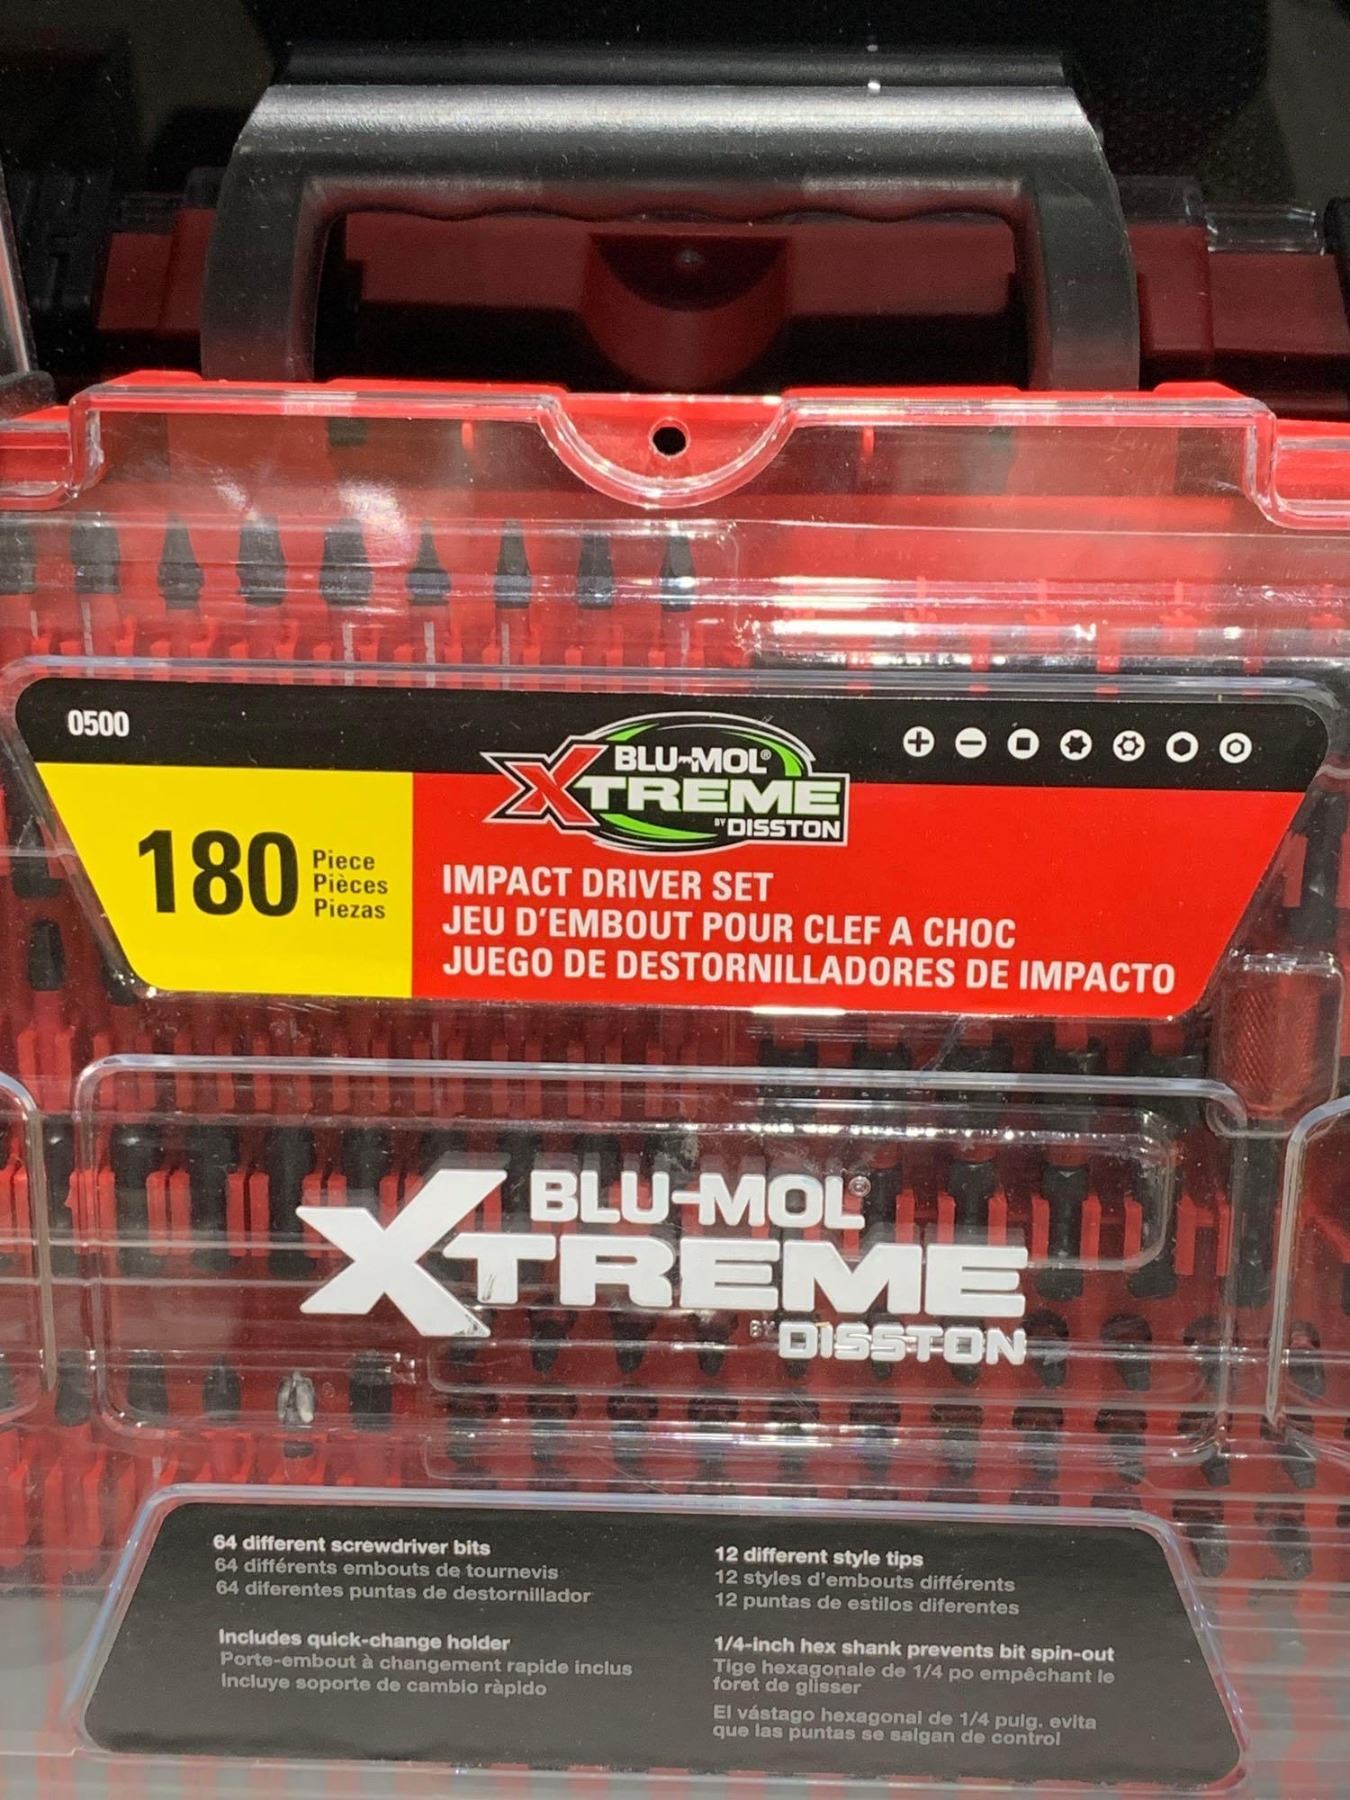 0500
BLU-MOL®
XTREME
BY DISSTON
180
Piece
Pièces
Piezas
IMPACT DRIVER SET
JEU D'EMBOUT POUR CLEF A CHOC
JUEGO DE DESTORNILLADORES DE IMPACTO
BLU-MOL®
XTREME
BY DISSTON
64 different screwdriver bits
64 différents embouts de tournevis
64 diferentes puntas de destornillador
Includes quick-change holder
Porte-embout à changement rapide inclus
Incluye soporte de cambio ràpido
12 different style tips
12 styles d'embouts différents
12 puntas de estilos diferentes
1/4-inch hex shank prevents bit spin-out
Tige hexagonale de 1/4 po empêchant le
foret de glisser
El vástago hexagonal de 1/4 pulg. evita
que las puntas se salgan de control